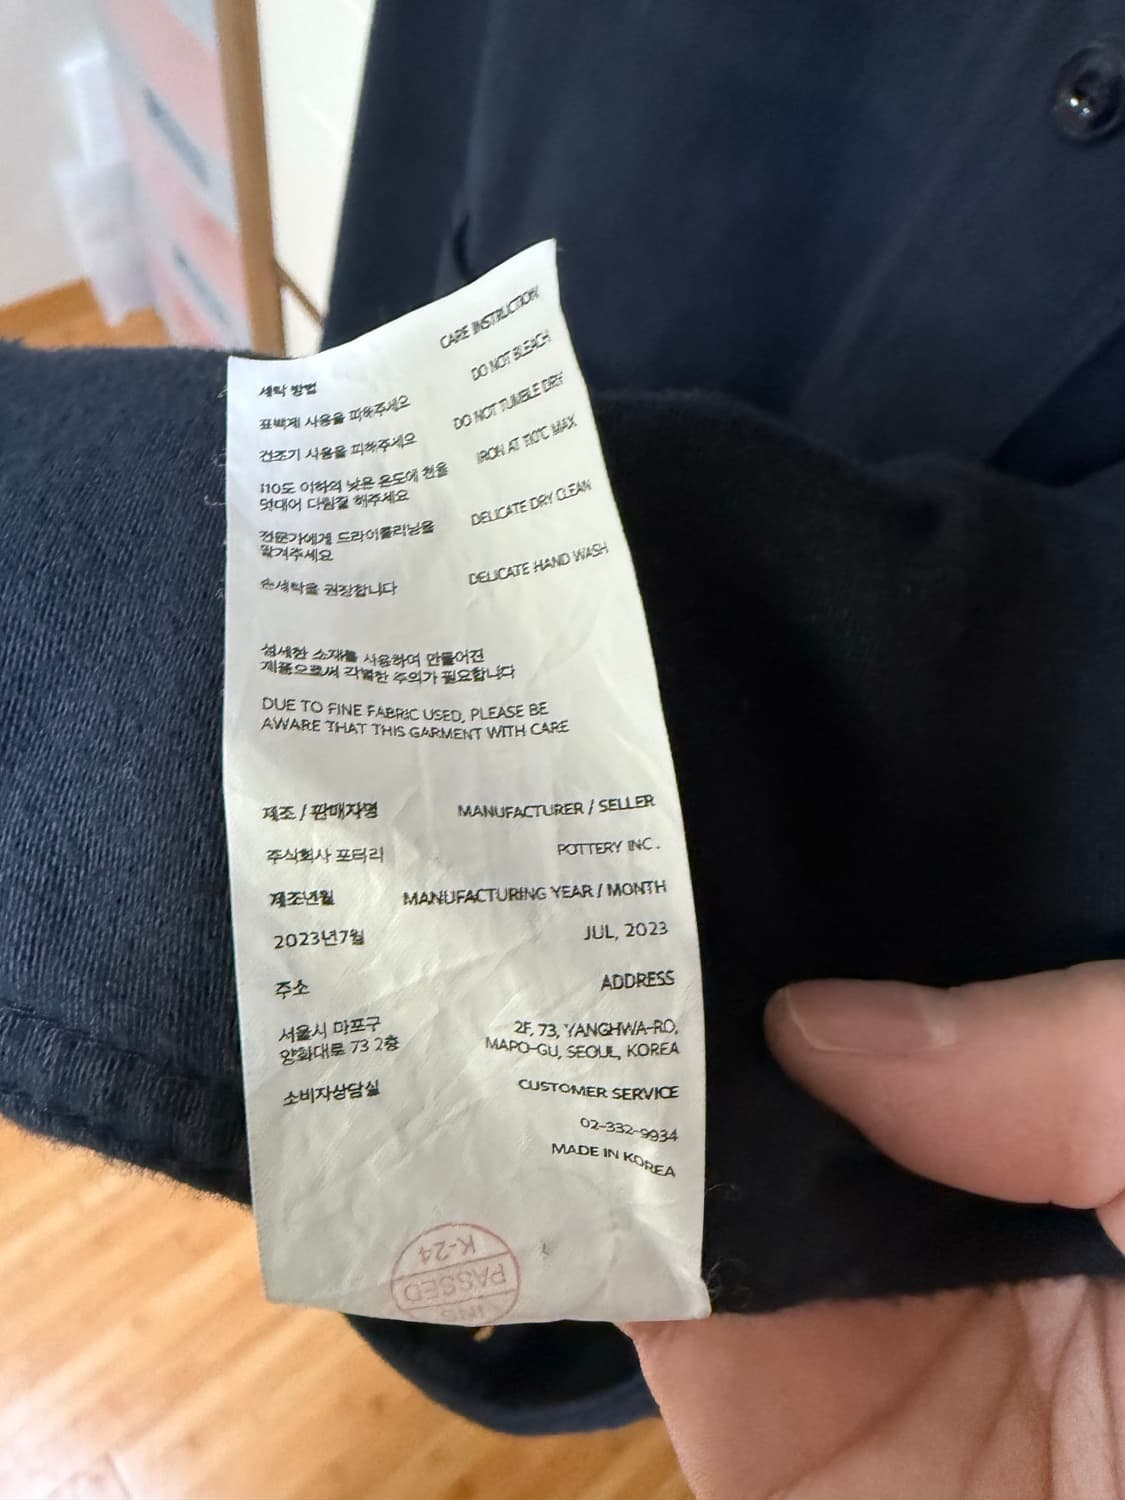 세탁 방법 CARE INSTRUCTION
표백제 사용을 피해주세요 DO NOT BLEACH
건조기 사용을 피해주세요 DO NOT TUMBLE DRY
110도 이하의 낮은 온도에 천을 IRON AT 110°C MAX
덧대어 다림질 해주세요
전문가에게 드라이클리닝을 DELICATE DRY CLEAN
맡겨주세요
손세탁을 권장합니다 DELICATE HAND WASH
섬세한 소재를 사용하여 만들어진
제품으로써 각별한 주의가 필요합니다
DUE TO FINE FABRIC USED, PLEASE BE
AWARE THAT THIS GARMENT WITH CARE
제조 / 판매자명 MANUFACTURER / SELLER
주식회사 포터리 POTTERY INC.
제조년월 MANUFACTURING YEAR / MONTH
2023년7월 JUL, 2023
주소 ADDRESS
서울시 마포구 2F, 73, YANGHWA-RO,
양화대로 73 2층 MAPO-GU, SEOUL, KOREA
소비자상담실 CUSTOMER SERVICE
02-332-9934
MADE IN KOREA
K-24
PASSED